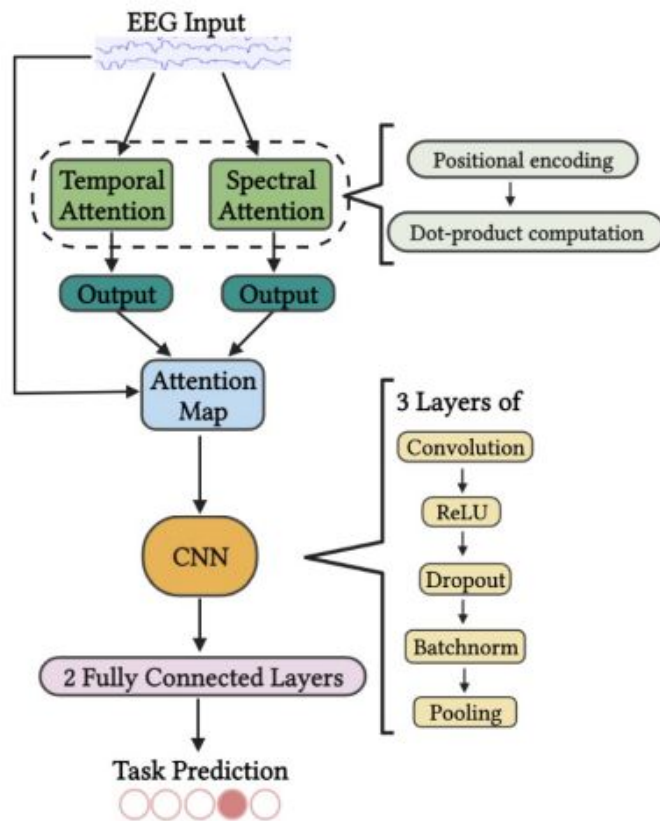 EEG Input
Temporal
Attention
Spectral
Attention
Positional encoding
Dot-product computation
Output
Output
Attention
Map
3 Layers of
Convolution
ReLU
Dropout
Batchnorm
Pooling
CNN
2 Fully Connected Layers
Task Prediction